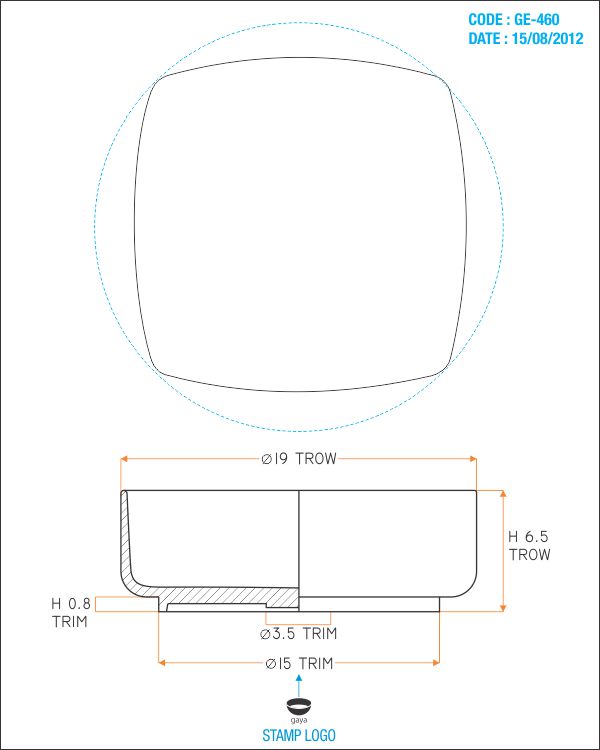 CODE : GE-460
DATE : 15/08/2012
Ø19 TROW
H 6.5
TROW
H 0.8
TRIM
Ø3.5 TRIM
Ø15 TRIM
gaya
STAMP LOGO